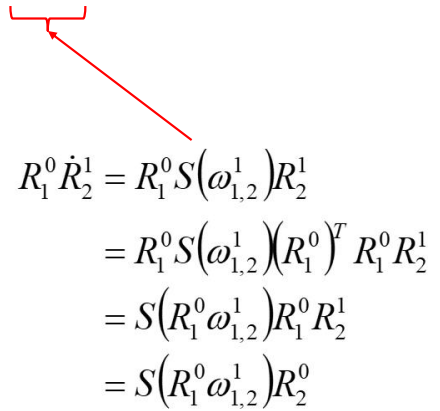 $R_1^0 \dot{R}_2^1 = R_1^0 S(\omega_{1,2}^1) R_2^1$
$= R_1^0 S(\omega_{1,2}^1)(R_1^0)^T R_1^0 R_2^1$
$= S(R_1^0 \omega_{1,2}^1) R_1^0 R_2^1$
$= S(R_1^0 \omega_{1,2}^1) R_2^0$